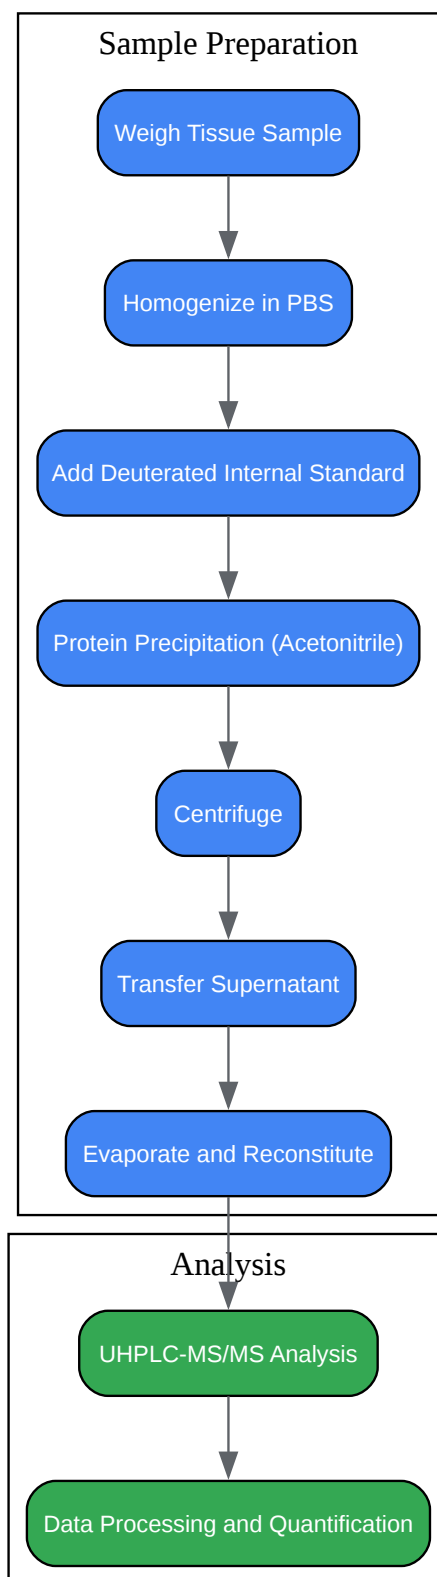 Sample Preparation
Weigh Tissue Sample
Homogenize in PBS
Add Deuterated Internal Standard
Protein Precipitation (Acetonitrile)
Centrifuge
Transfer Supernatant
Evaporate and Reconstitute
Analysis
UHPLC-MS/MS Analysis
Data Processing and Quantification